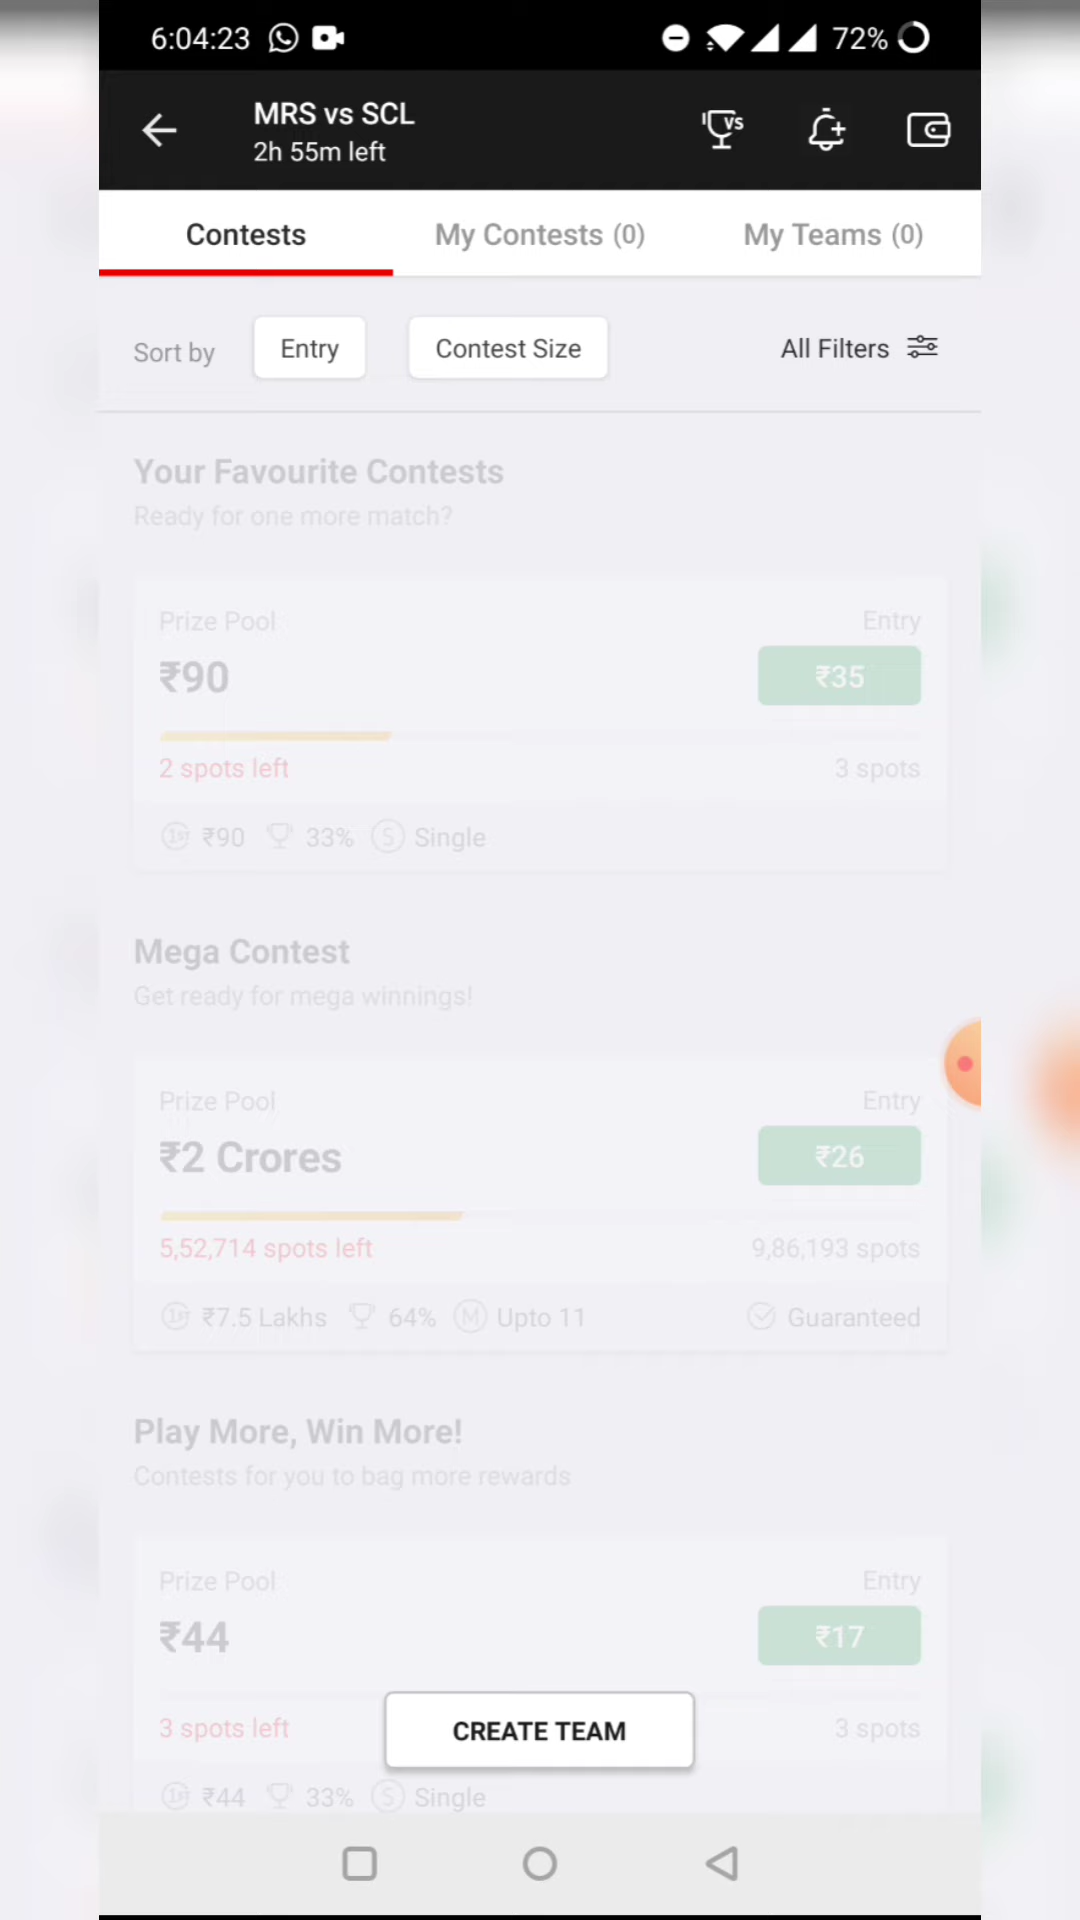 6:04:23
72%
MRS vs SCL
2h 55m left
VS
Contests
My Contests (0)
My Teams (0)
Sort by
Entry
Contest Size
All Filters
Your Favourite Contests
Ready for one more match?
Prize Pool
Entry
₹90
₹35
2 spots left
3 spots
1ST ₹90 33% S Single
Mega Contest
Get ready for mega winnings!
Prize Pool
Entry
₹2 Crores
₹26
5,52,714 spots left
9,86,193 spots
1ST ₹7.5 Lakhs 64% M Upto 11 Guaranteed
Play More, Win More!
Contests for you to bag more rewards
Prize Pool
Entry
₹44
₹17
3 spots left
CREATE TEAM
3 spots
1ST ₹44 33% S Single